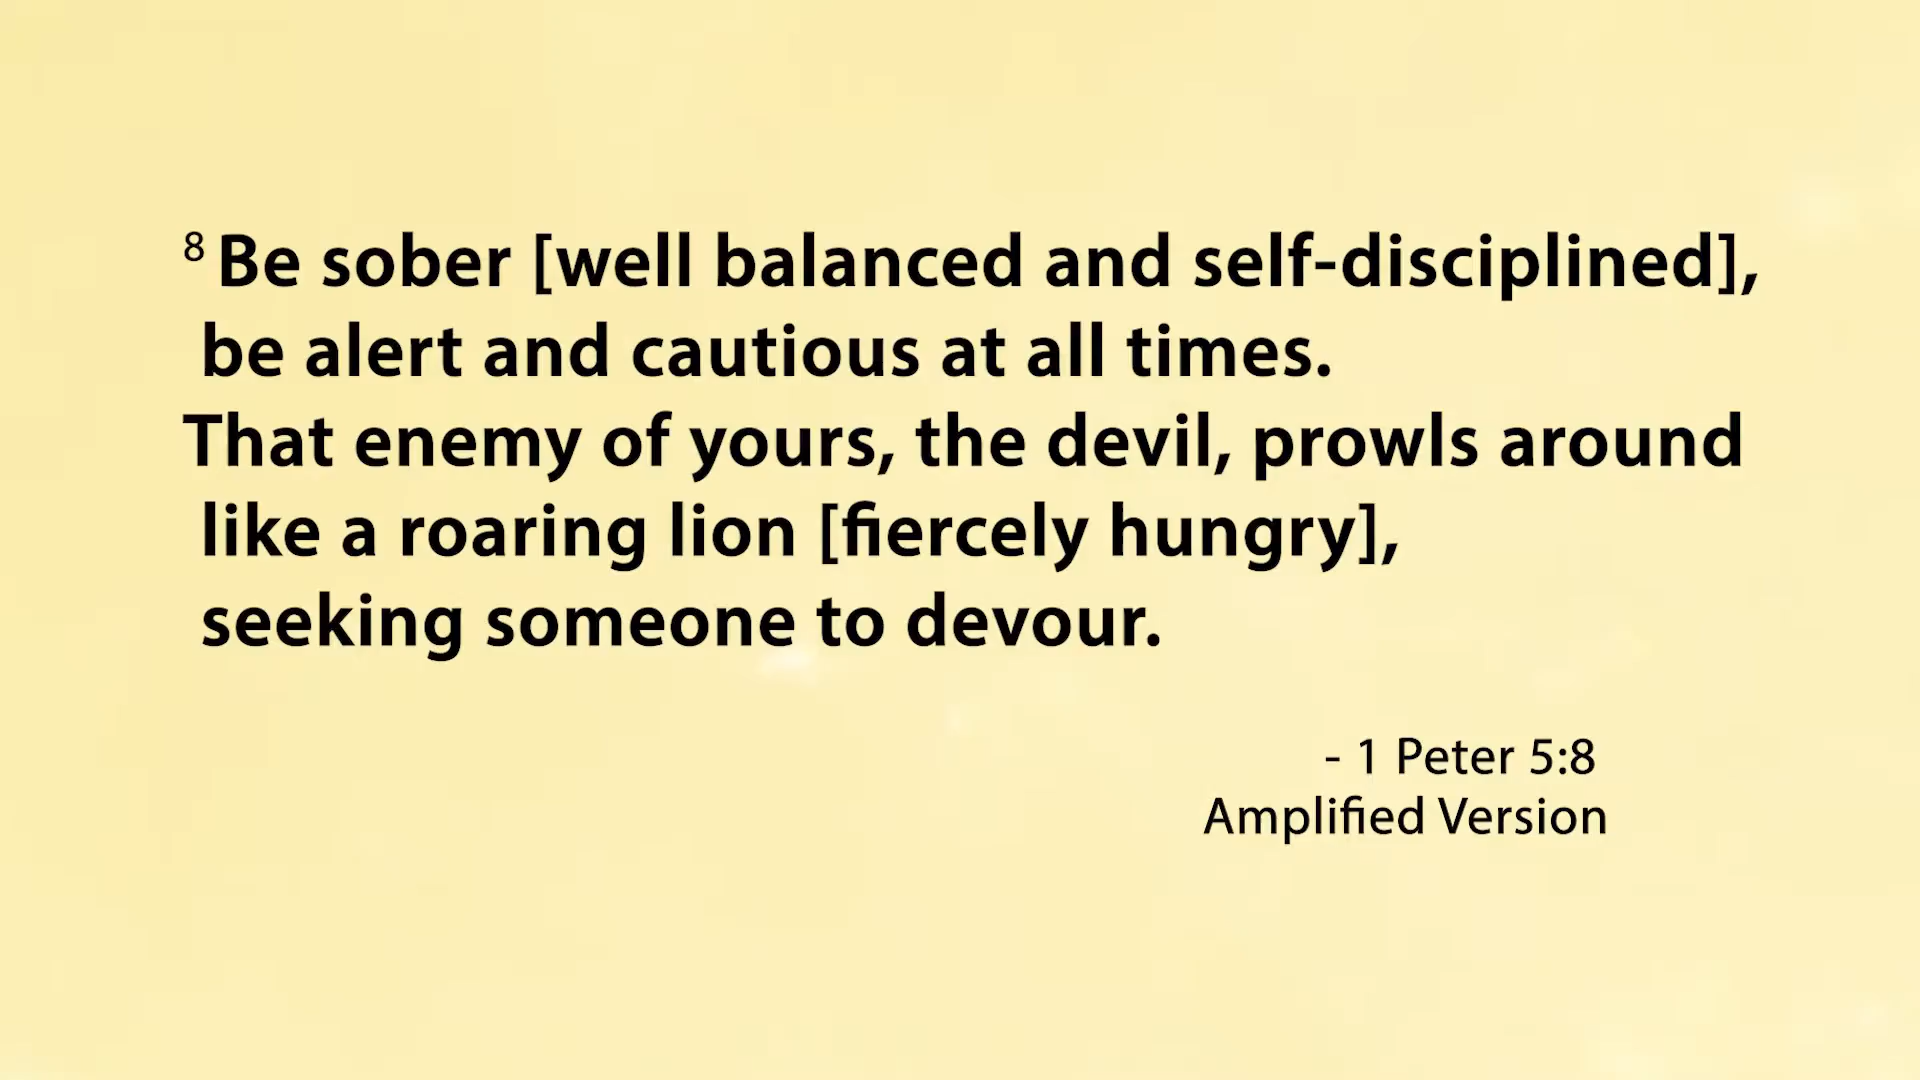 8 Be sober [well balanced and self-disciplined],
be alert and cautious at all times.
That enemy of yours, the devil, prowls around
like a roaring lion [fiercely hungry],
seeking someone to devour.
- 1 Peter 5:8
Amplified Version